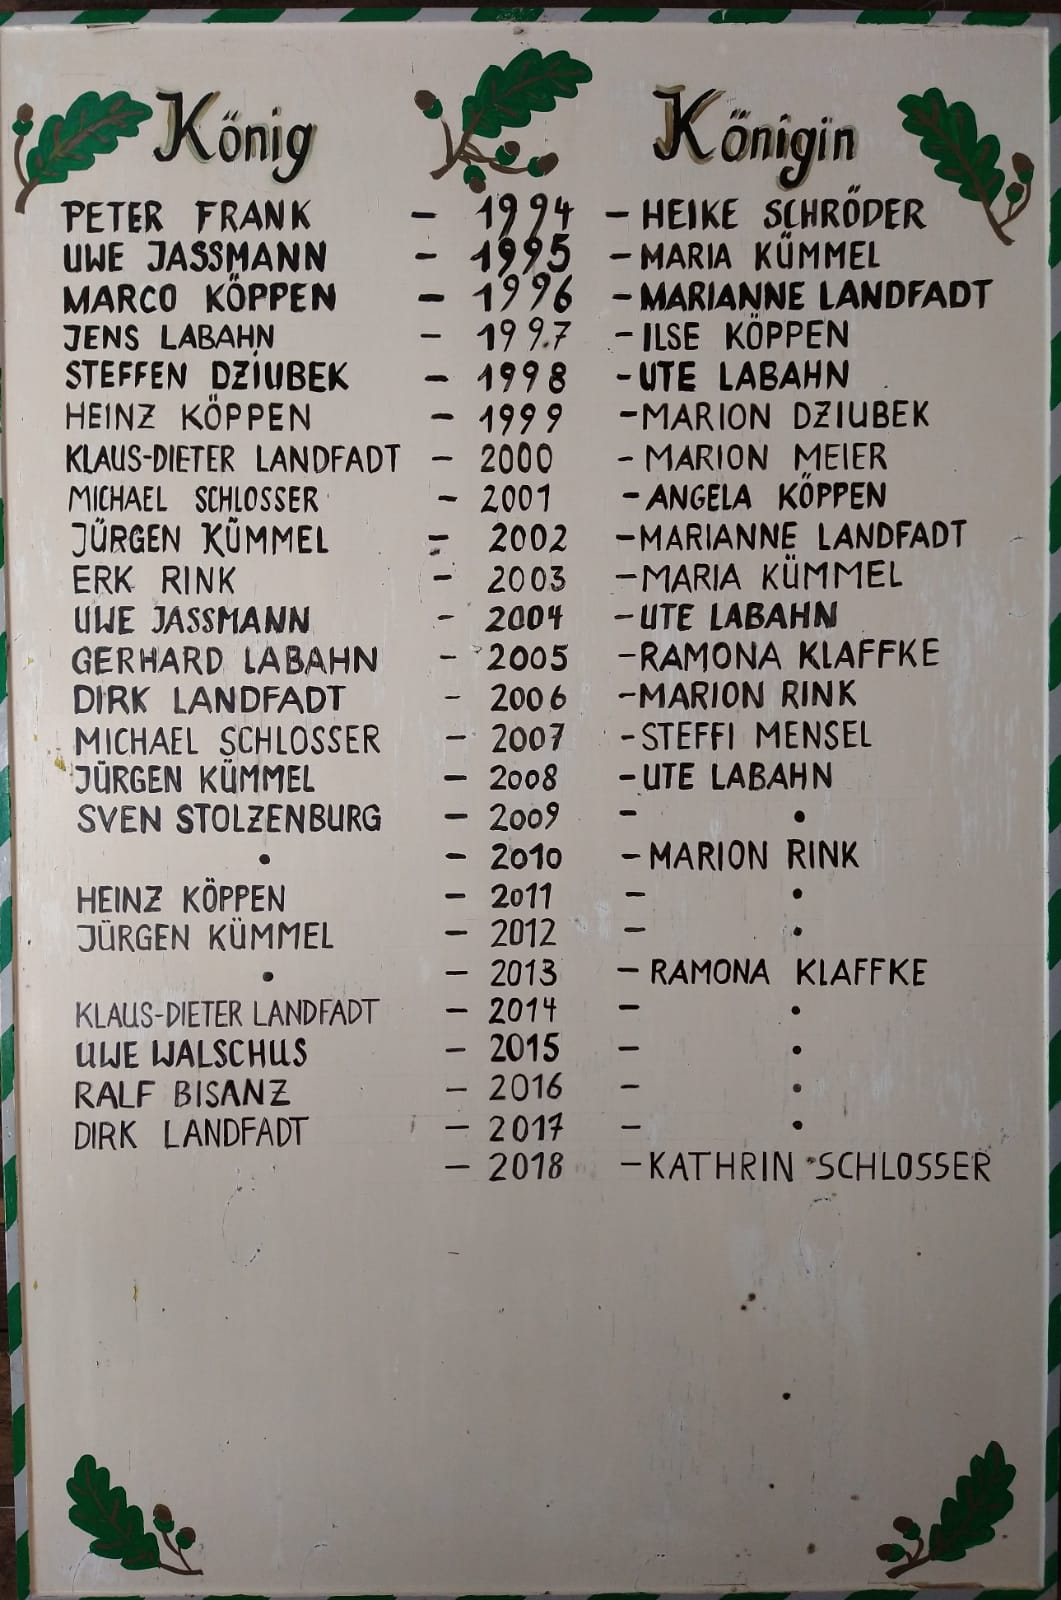 König Königin
PETER FRANK – 1994 – HEIKE SCHRÖDER
UWE JASSMANN – 1995 – MARIA KÜMMEL
MARCO KÖPPEN – 1996 – MARIANNE LANDFADT
JENS LABAHN – 1997 – ILSE KÖPPEN
STEFFEN DZIUBEK – 1998 – UTE LABAHN
HEINZ KÖPPEN – 1999 – MARION DZIUBEK
KLAUS-DIETER LANDFADT – 2000 – MARION MEIER
MICHAEL SCHLOSSER – 2001 – ANGELA KÖPPEN
JÜRGEN KÜMMEL – 2002 – MARIANNE LANDFADT
ERK RINK – 2003 – MARIA KÜMMEL
UWE JASSMANN – 2004 – UTE LABAHN
GERHARD LABAHN – 2005 – RAMONA KLAFFKE
DIRK LANDFADT – 2006 – MARION RINK
MICHAEL SCHLOSSER – 2007 – STEFFI MENSEL
JÜRGEN KÜMMEL – 2008 – UTE LABAHN
SVEN STOLZENBURG – 2009 – •
• – 2010 – MARION RINK
HEINZ KÖPPEN – 2011 – •
JÜRGEN KÜMMEL – 2012 – •
• – 2013 – RAMONA KLAFFKE
KLAUS-DIETER LANDFADT – 2014 – •
UWE WALSCHUS – 2015 – •
RALF BISANZ – 2016 – •
DIRK LANDFADT – 2017 – •
– 2018 – KATHRIN SCHLOSSER